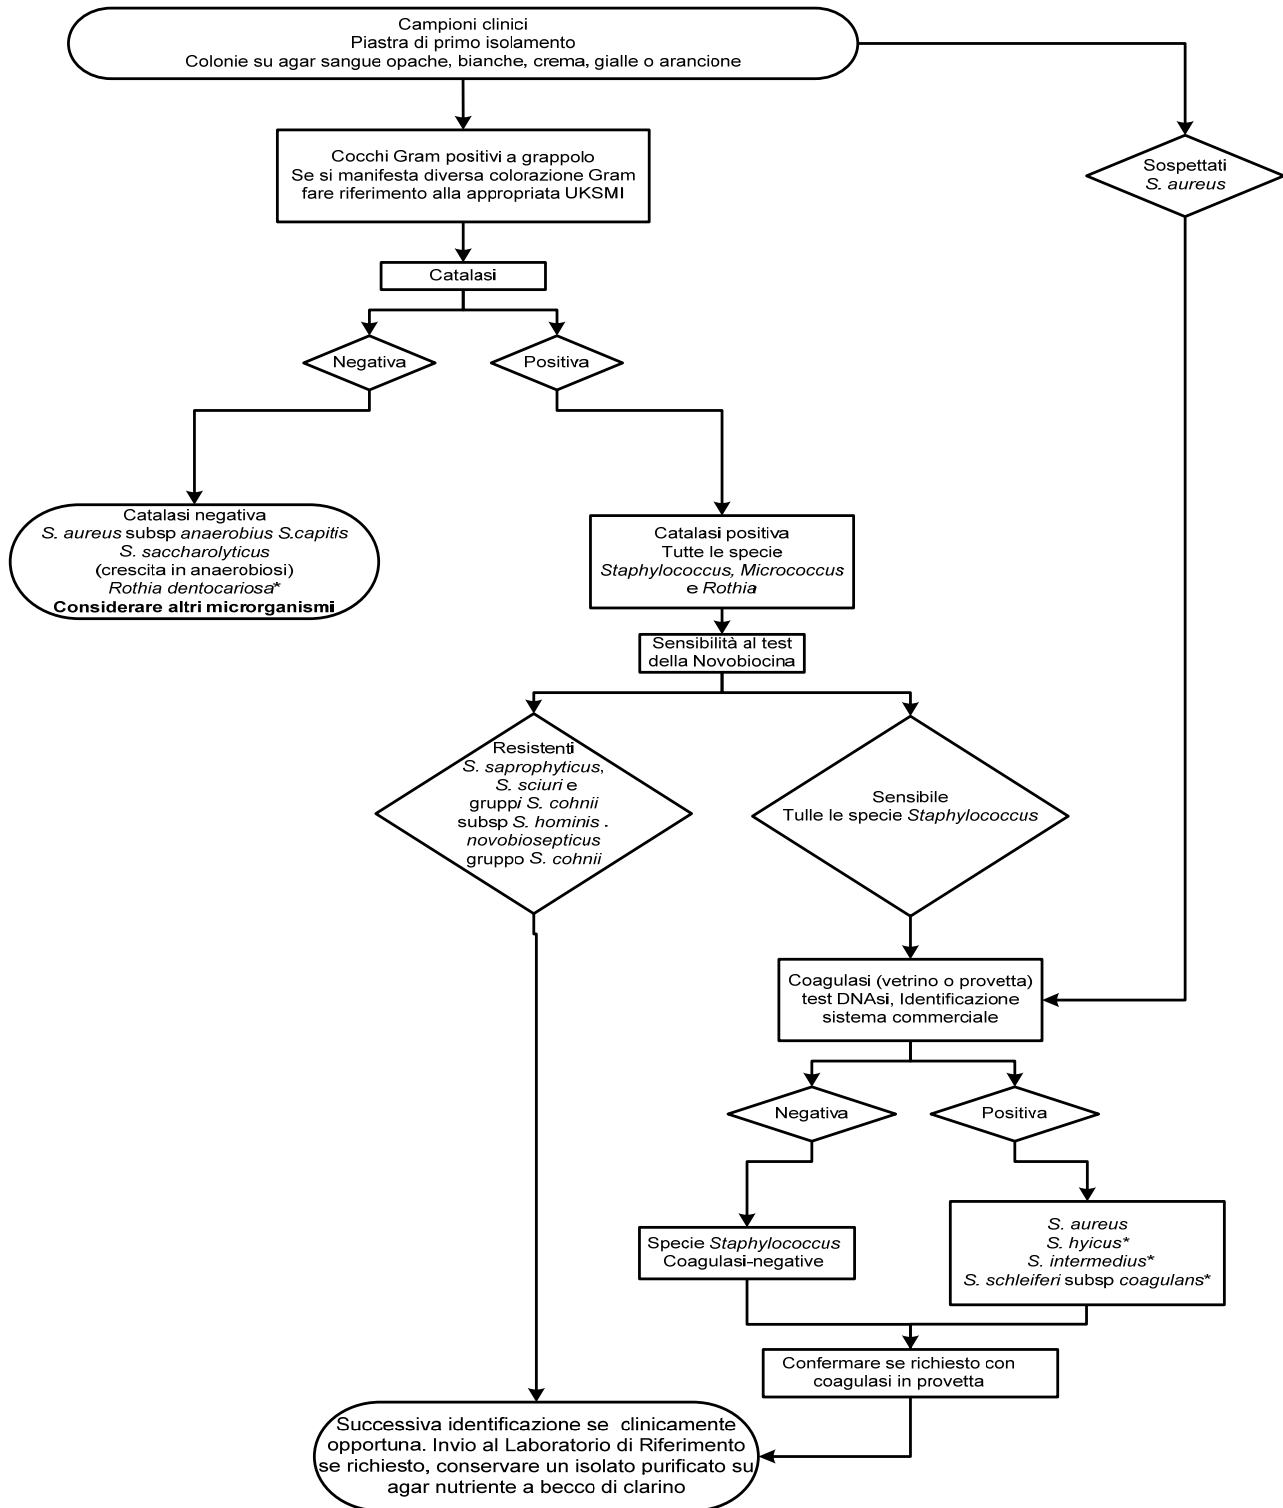 Campioni clinici
Piastra di primo isolamento
Colonie su agar sangue opache, bianche, crema, gialle o arancione
Cocchi Gram positivi a grappolo
Se si manifesta diversa colorazione Gram
fare riferimento alla appropriata UKSMI
Sospettati
S. aureus
Catalasi
Negativa
Positiva
Catalasi negativa
S. aureus subsp anaerobius S.capitis
S. saccharolyticus
(crescita in anaerobiosi)
Rothia dentocariosa*
Considerare altri microrganismi
Catalasi positiva
Tutte le specie
Staphylococcus, Micrococcus
e Rothia
Sensibilità al test
della Novobiocina
Resistenti
S. saprophyticus,
S. sciuri e
gruppi S. cohnii
subsp S. hominis .
novobiosepticus
gruppo S. cohnii
Sensibile
Tulle le specie Staphylococcus
Coagulasi (vetrino o provetta)
test DNAsi, Identificazione
sistema commerciale
Negativa
Positiva
Specie Staphylococcus
Coagulasi-negative
S. aureus
S. hyicus*
S. intermedius*
S. schleiferi subsp coagulans*
Confermare se richiesto con
coagulasi in provetta
Successiva identificazione se clinicamente
opportuna. Invio al Laboratorio di Riferimento
se richiesto, conservare un isolato purificato su
agar nutriente a becco di clarino